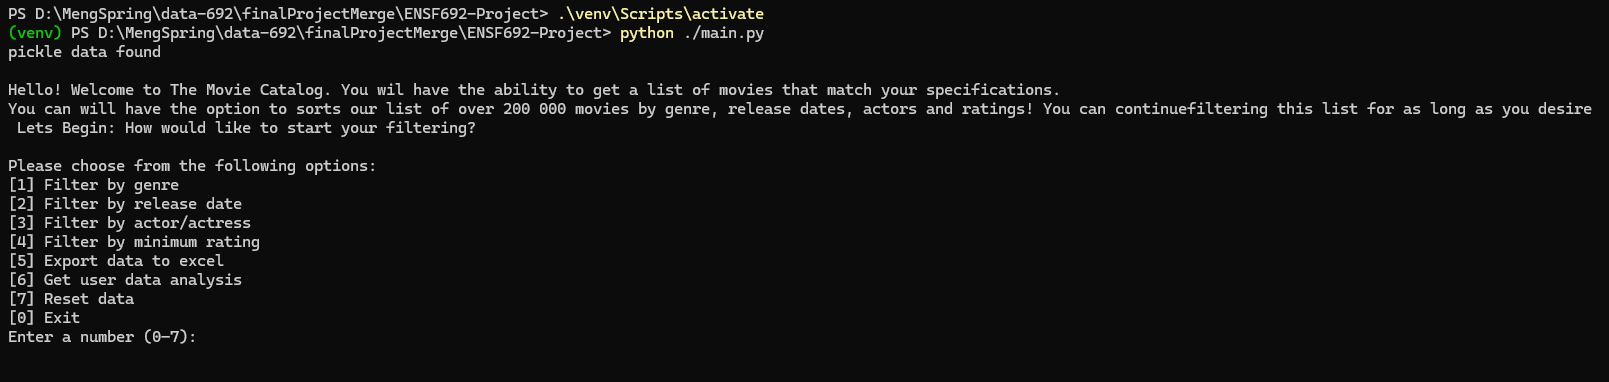 PS D:\MengSpring\data-692\finalProjectMerge\ENSF692-Project> .\venv\Scripts\activate
(venv) PS D:\MengSpring\data-692\finalProjectMerge\ENSF692-Project> python ./main.py
pickle data found
Hello! Welcome to The Movie Catalog. You wil have the ability to get a list of movies that match your specifications.
You can will have the option to sorts our list of over 200 000 movies by genre, release dates, actors and ratings! You can continuefiltering this list for as long as you desire
Lets Begin: How would like to start your filtering?
Please choose from the following options:
[1] Filter by genre
[2] Filter by release date
[3] Filter by actor/actress
[4] Filter by minimum rating
[5] Export data to excel
[6] Get user data analysis
[7] Reset data
[0] Exit
Enter a number (0-7):